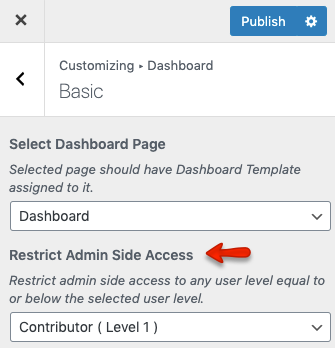 Publish
Customizing ▸ Dashboard
Basic
Select Dashboard Page
Selected page should have Dashboard Template
assigned to it.
Dashboard
Restrict Admin Side Access
Restrict admin side access to any user level equal to
or below the selected user level.
Contributor ( Level 1 )